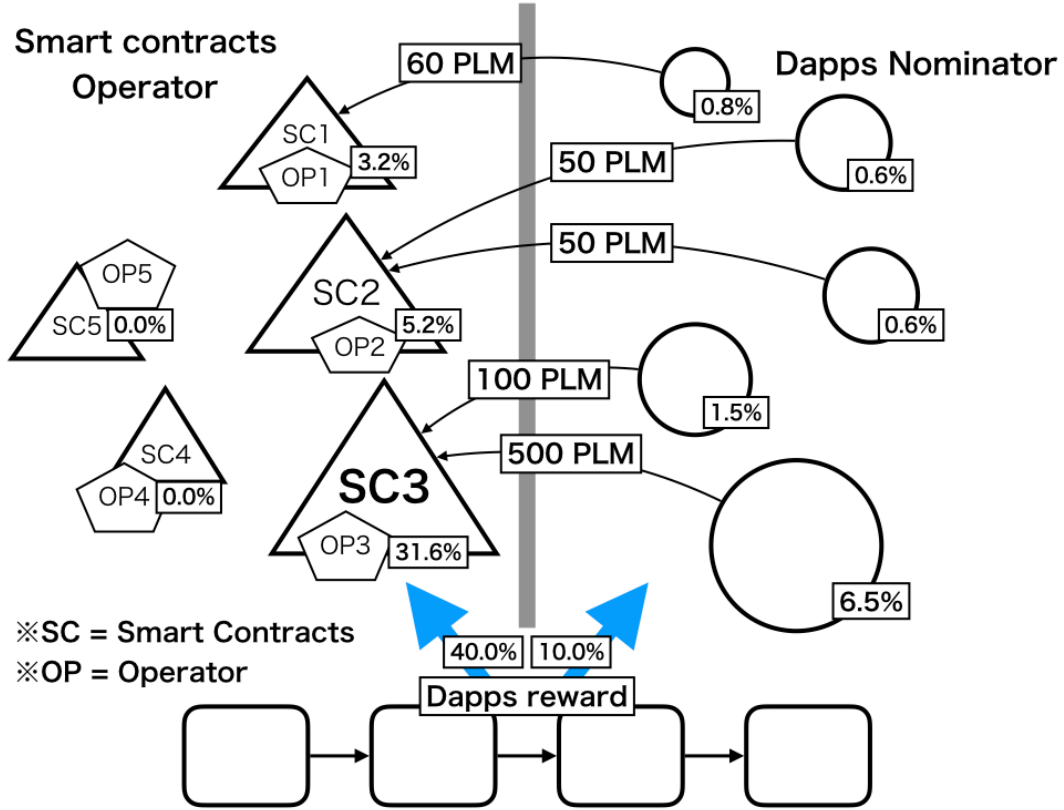 Smart contracts
Operator
Dapps Nominator
60 PLM
0.8%
SC1
OP1
3.2%
50 PLM
0.6%
50 PLM
0.6%
SC2
OP2
5.2%
OP5
SC5
0.0%
100 PLM
1.5%
500 PLM
6.5%
SC4
OP4
0.0%
SC3
OP3
31.6%
※SC = Smart Contracts
※OP = Operator
40.0%
10.0%
Dapps reward